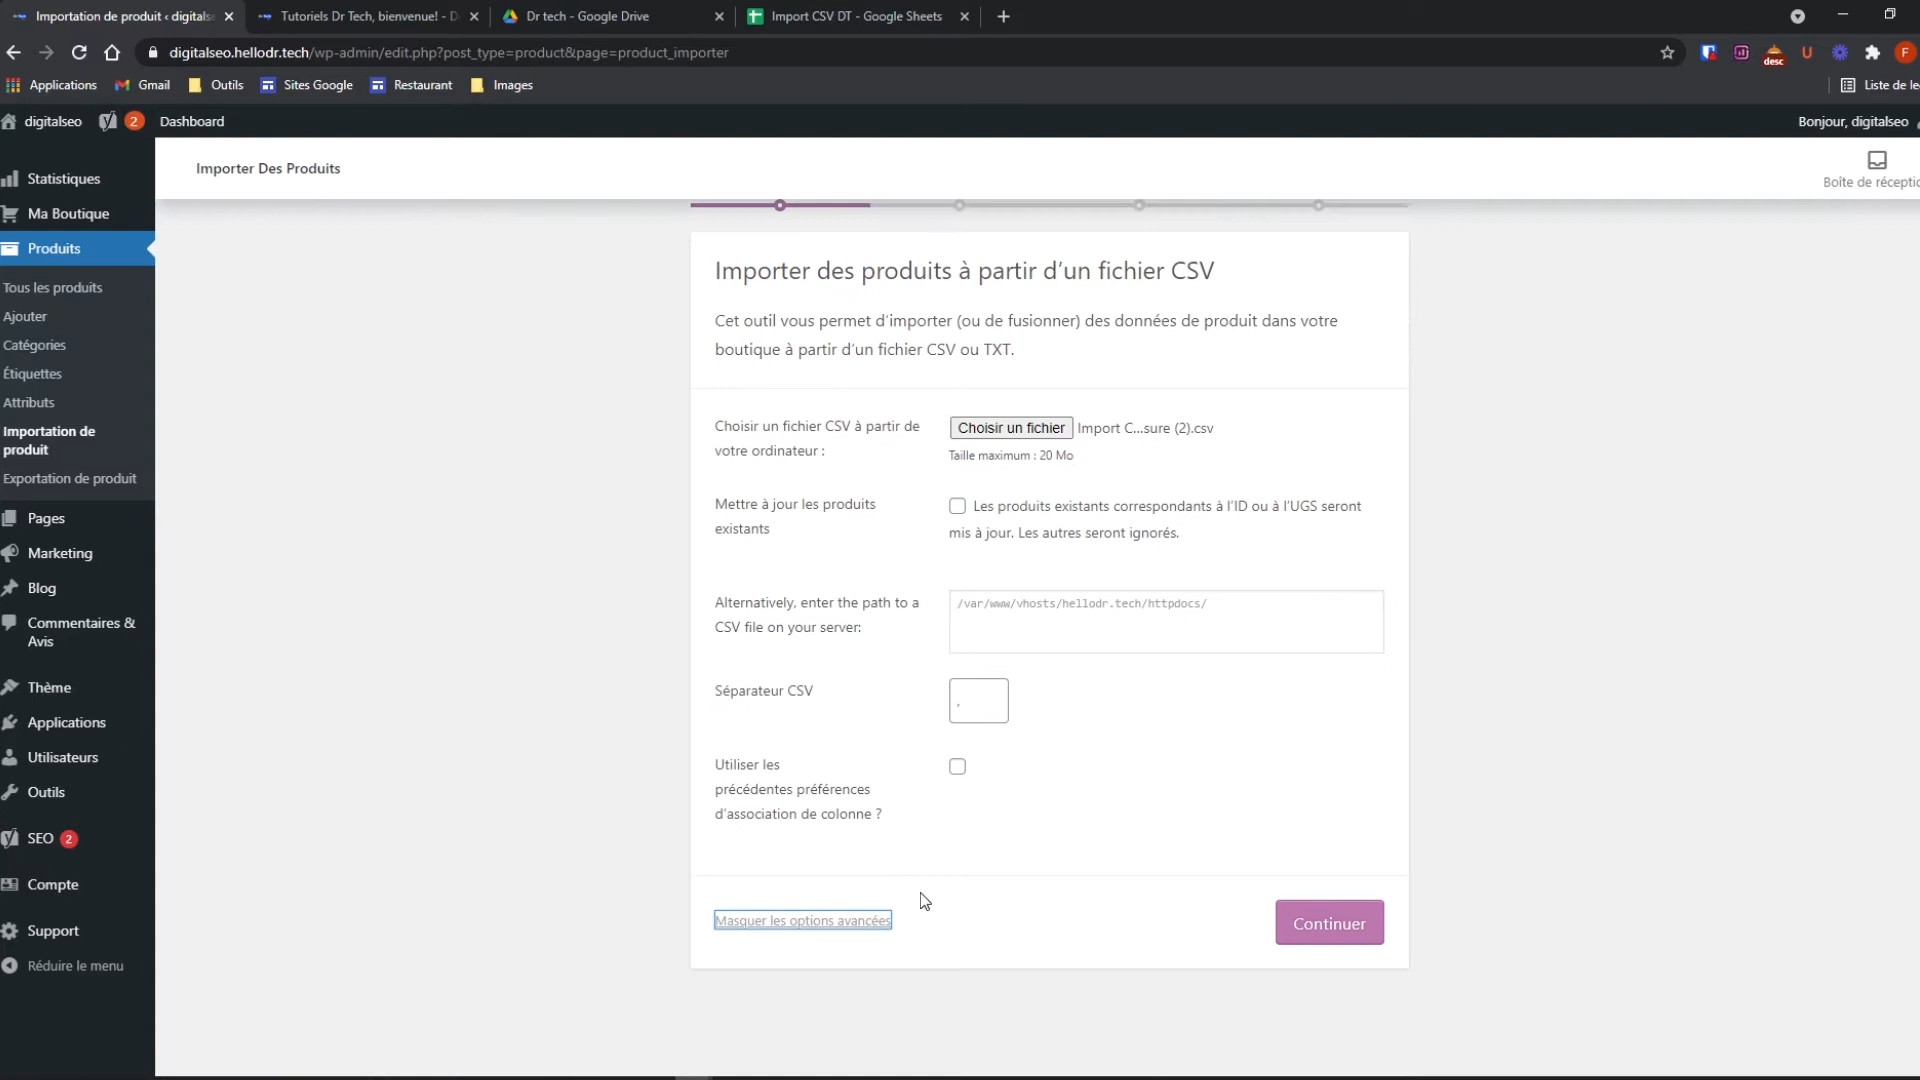 Importation de produit ‹ digitals
Tutoriels Dr Tech, bienvenue! - D
Dr tech - Google Drive
Import CSV DT - Google Sheets
digitalseo.hellodr.tech/wp-admin/edit.php?post_type=product&page=product_importer
desc
U
F
Applications
Gmail
Outils
Sites Google
Restaurant
Images
Liste de le
digitalseo
2
Dashboard
Bonjour, digitalseo
Importer Des Produits
Boîte de réceptio
Statistiques
Ma Boutique
Produits
Tous les produits
Ajouter
Catégories
Étiquettes
Attributs
Importation de
produit
Exportation de produit
Pages
Marketing
Blog
Commentaires &
Avis
Thème
Applications
Utilisateurs
Outils
SEO 2
Compte
Support
Réduire le menu
Importer des produits à partir d’un fichier CSV
Cet outil vous permet d’importer (ou de fusionner) des données de produit dans votre
boutique à partir d’un fichier CSV ou TXT.
Choisir un fichier CSV à partir de
votre ordinateur :
Choisir un fichier Import C...sure (2).csv
Taille maximum : 20 Mo
Mettre à jour les produits
existants
Les produits existants correspondants à l’ID ou à l’UGS seront
mis à jour. Les autres seront ignorés.
Alternatively, enter the path to a
CSV file on your server:
/var/www/vhosts/hellodr.tech/httpdocs/
Séparateur CSV
,
Utiliser les
précédentes préférences
d’association de colonne ?
Masquer les options avancées
Continuer